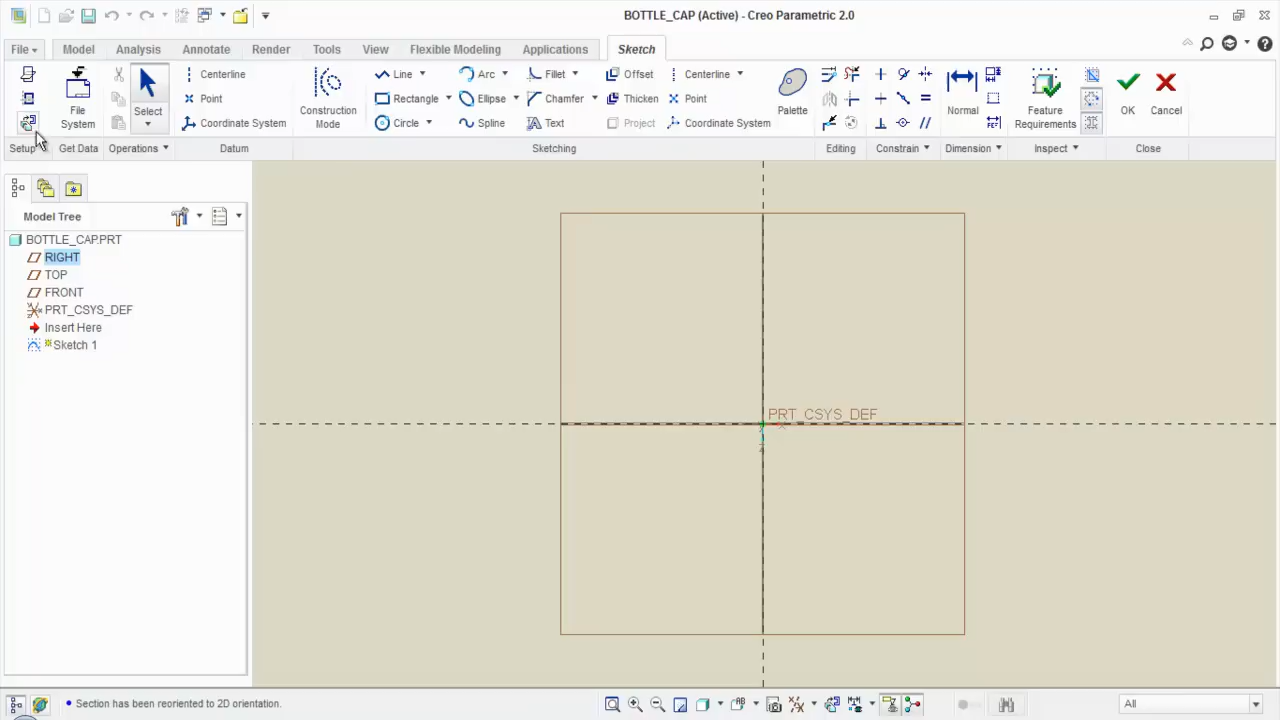 BOTTLE_CAP (Active) - Creo Parametric 2.0
File Model Analysis Annotate Render Tools View Flexible Modeling Applications Sketch
Centerline Line Arc Fillet Offset Centerline
Point Rectangle Ellipse Chamfer Thicken Point
File System Select Construction Mode Palette Normal Feature Requirements OK Cancel
Coordinate System Circle Spline Text Project Coordinate System
Setup Get Data Operations Datum Sketching Editing Constrain Dimension Inspect Close
Model Tree
BOTTLE_CAP.PRT
RIGHT
TOP
FRONT
PRT_CSYS_DEF
Insert Here
Sketch 1
PRT_CSYS_DEF
Section has been reoriented to 2D orientation.
All